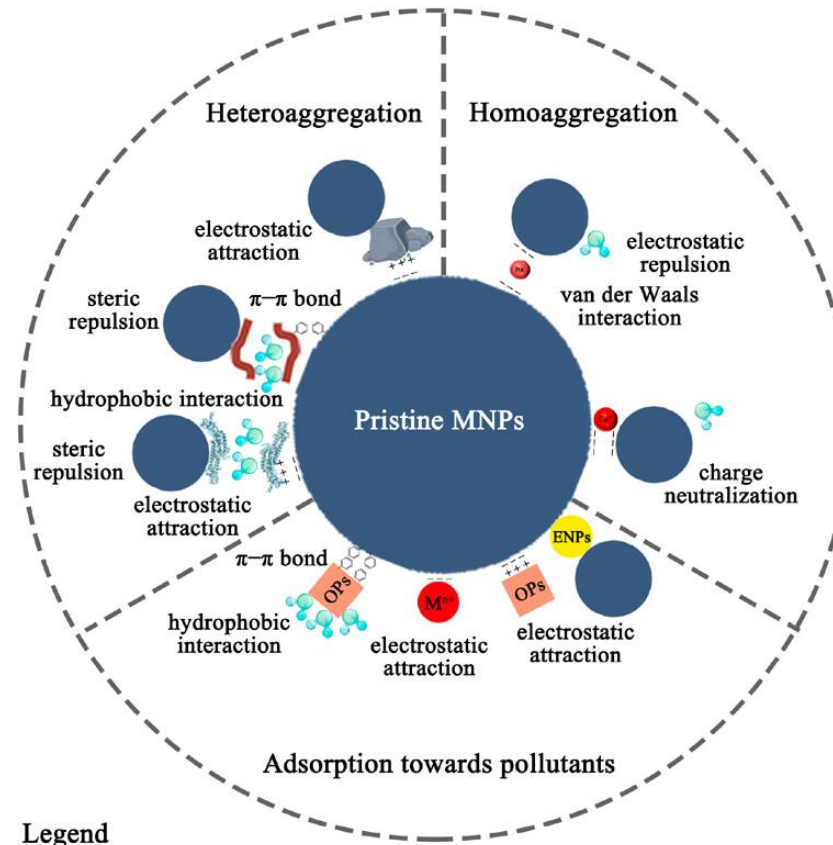 Heteroaggregation
Homoaggregation
electrostatic
attraction
electrostatic
repulsion
van der Waals
interaction
steric
repulsion
π–π bond
hydrophobic interaction
Pristine MNPs
steric
repulsion
electrostatic
attraction
charge
neutralization
π–π bond
OPs
hydrophobic
interaction
Mⁿ⁺
electrostatic
attraction
OPs
ENPs
electrostatic
attraction
Adsorption towards pollutants
Legend